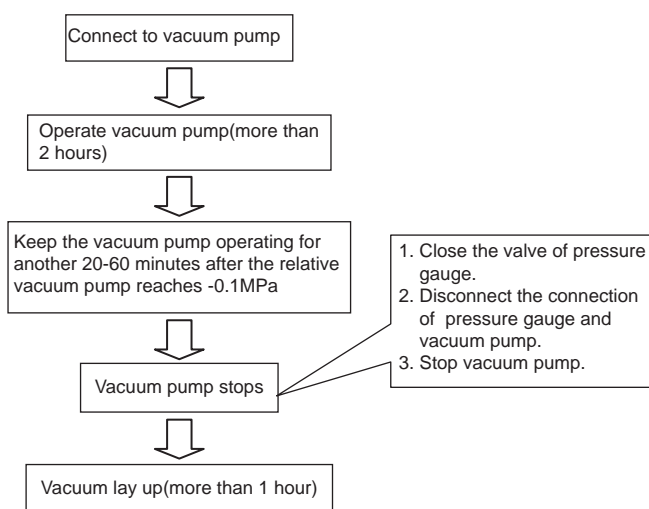 Connect to vacuum pump
Operate vacuum pump(more than
2 hours)
Keep the vacuum pump operating for
another 20-60 minutes after the relative
vacuum pump reaches -0.1MPa
1. Close the valve of pressure
gauge.
2. Disconnect the connection
of pressure gauge and
vacuum pump.
3. Stop vacuum pump.
Vacuum pump stops
Vacuum lay up(more than 1 hour)